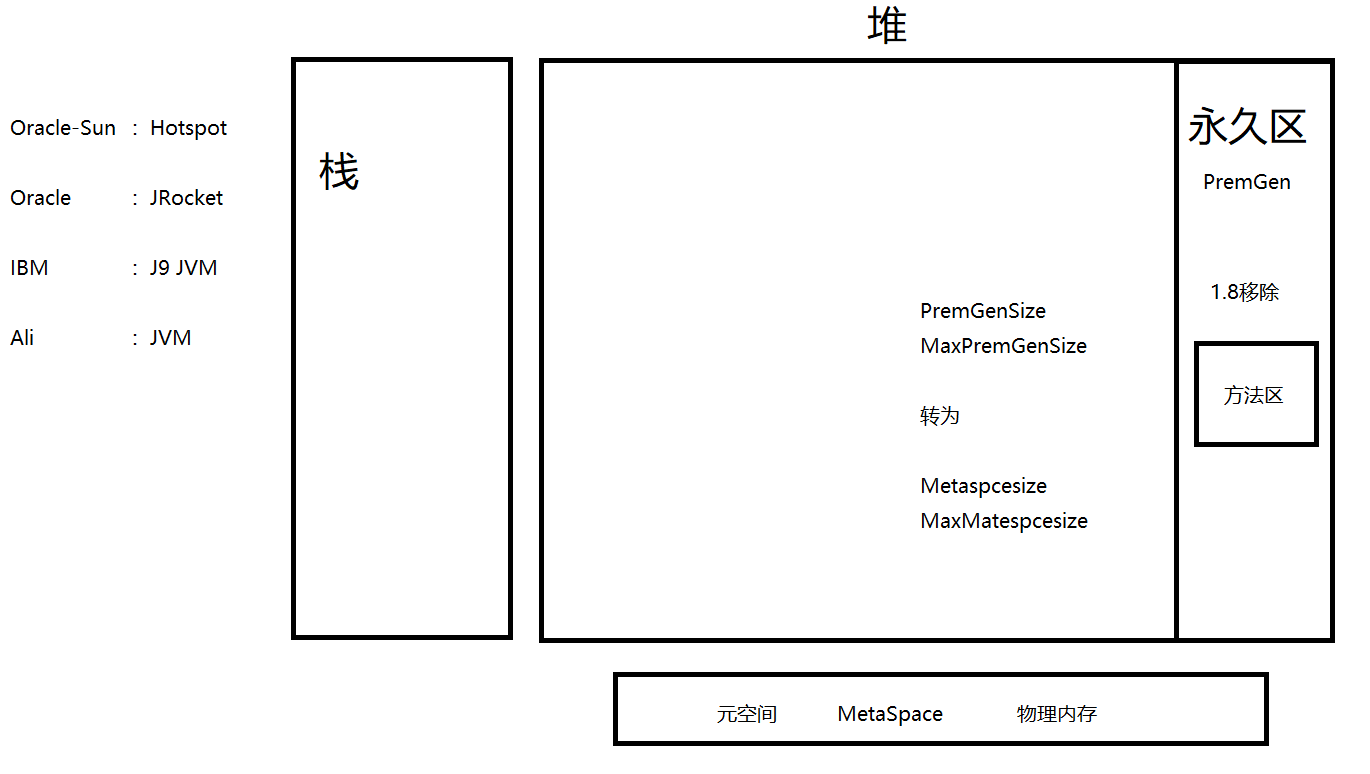 堆
Oracle-Sun : Hotspot
Oracle : JRocket
IBM : J9 JVM
Ali : JVM
栈
永久区
PremGen
1.8移除
方法区
PremGenSize
MaxPremGenSize
转为
Metaspcesize
MaxMatespcesize
元空间 MetaSpace 物理内存